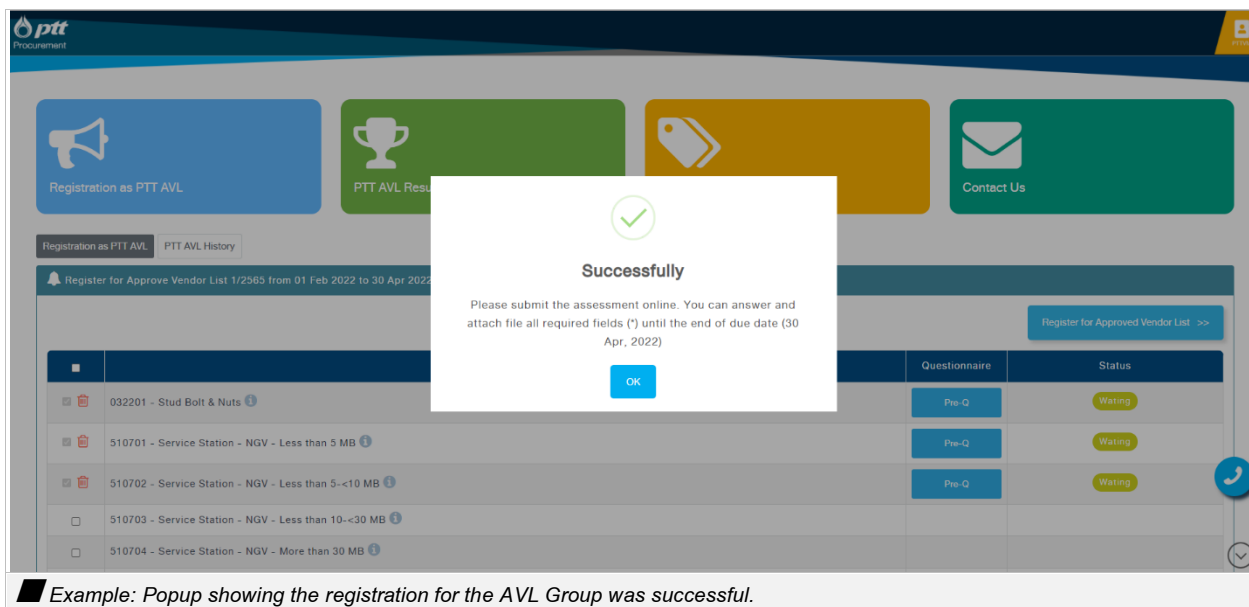 ptt
Procurement
Registration as PTT AVL
PTT AVL Resu
Contact Us
Registration as PTT AVL
PTT AVL History
Register for Approve Vendor List 1/2565 from 01 Feb 2022 to 30 Apr 2022
Successfully
Please submit the assessment online. You can answer and
attach file all required fields (*) until the end of due date (30
Apr, 2022)
OK
Register for Approved Vendor List >>
Questionnaire
Status
032201 - Stud Bolt & Nuts
Pre-Q
Wating
510701 - Service Station - NGV - Less than 5 MB
Pre-Q
Wating
510702 - Service Station - NGV - Less than 5-<10 MB
Pre-Q
Wating
510703 - Service Station - NGV - Less than 10-<30 MB
510704 - Service Station - NGV - More than 30 MB
Example: Popup showing the registration for the AVL Group was successful.